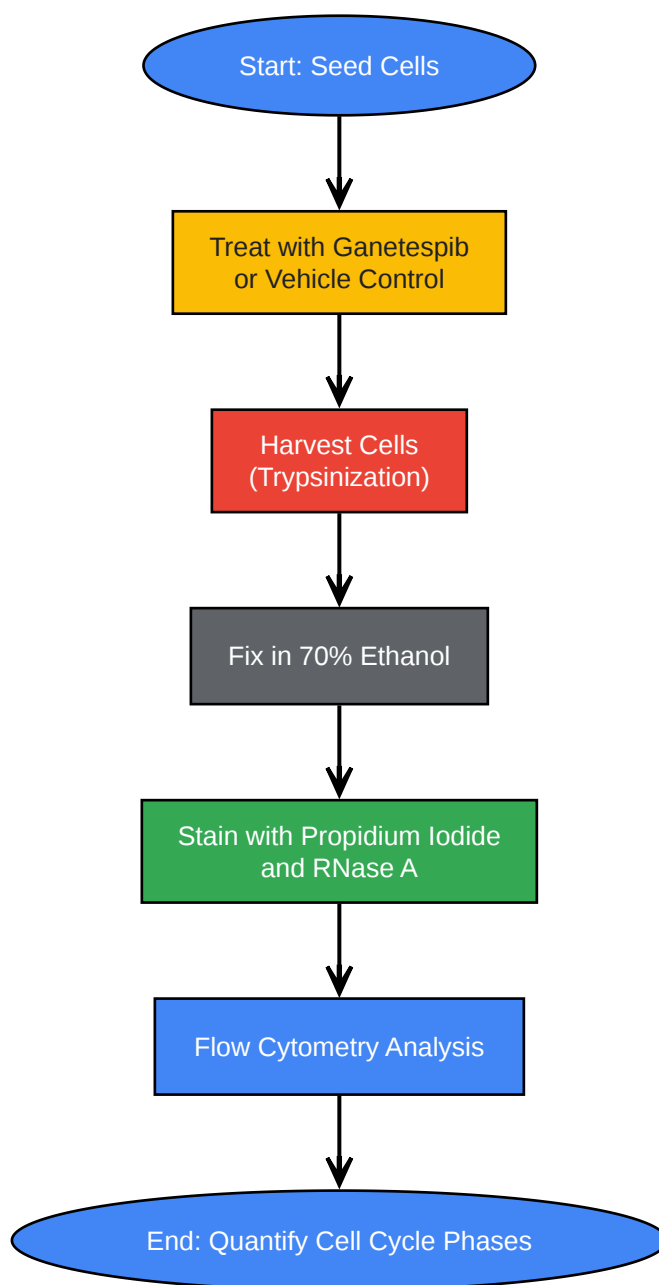 Start: Seed Cells
Treat with Ganetespib
or Vehicle Control
Harvest Cells
(Trypsinization)
Fix in 70% Ethanol
Stain with Propidium Iodide
and RNase A
Flow Cytometry Analysis
End: Quantify Cell Cycle Phases